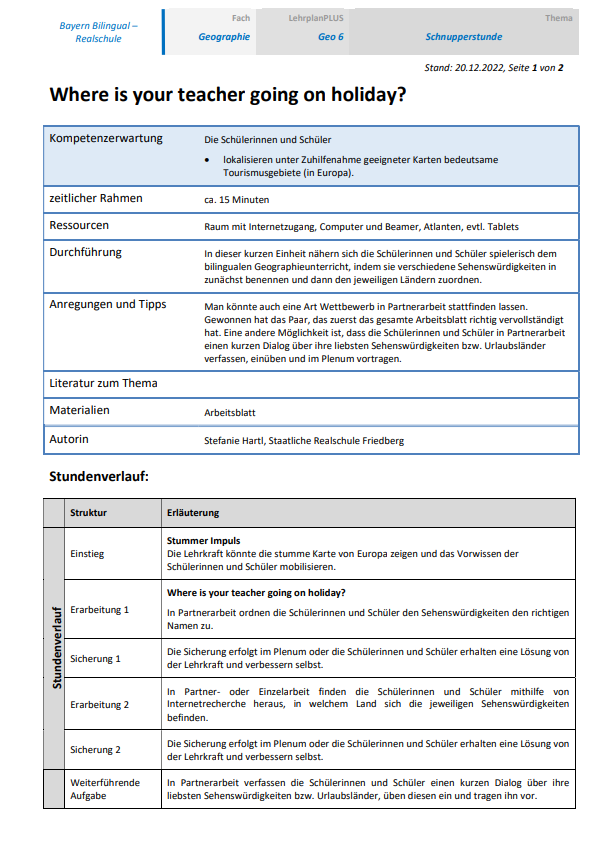 Bayern Bilingual –
Realschule
Fach
Geografphie
LehrplanPLUS
Geo 6
Thema
Schnupperstunde
Stand: 20.12.2022, Seite 1 von 2
Where is your teacher going on holiday?
Kompetenzerwartung
Die Schülerinnen und Schüler
• lokalisieren unter Zuhilfenahme geeigneter Karten bedeutsame
Tourismusgebiete (in Europa).
zeitlicher Rahmen
ca. 15 Minuten
Ressourcen
Raum mit Internetzugang, Computer und Beamer, Atlanten, evtl. Tablets
Durchführung
In dieser kurzen Einheit nähern sich die Schülerinnen und Schüler spielerisch dem
bilingualen Geographieunterricht, indem sie verschiedene Sehenswürdigkeiten in
zunächst benennen und dann den jeweiligen Ländern zuordnen.
Anregungen und Tipps
Man könnte auch eine Art Wettbewerb in Partnerarbeit stattfinden lassen.
Gewonnen hat das Paar, das zuerst das gesamte Arbeitsblatt richtig vervollständigt
hat. Eine andere Möglichkeit ist, dass die Schülerinnen und Schüler in Partnerarbeit
einen kurzen Dialog über ihre liebsten Sehenswürdigkeiten bzw. Urlaubsländer
verfassen, einüben und im Plenum vortragen.
Literatur zum Thema
Materialien
Arbeitsblatt
Autorin
Stefanie Hartl, Staatliche Realschule Friedberg
Stundenverlauf:
Struktur
Erläuterung
Stundenverlauf
Einstieg
Stummer Impuls
Die Lehrkraft könnte die stumme Karte von Europa zeigen und das Vorwissen der
Schülerinnen und Schüler mobilisieren.
Erarbeitung 1
Where is your teacher going on holiday?
In Partnerarbeit ordnen die Schülerinnen und Schüler den Sehenswürdigkeiten den richtigen
Namen zu.
Sicherung 1
Die Sicherung erfolgt im Plenum oder die Schülerinnen und Schüler erhalten eine Lösung von
der Lehrkraft und verbessern selbst.
Erarbeitung 2
In Partner- oder Einzelarbeit finden die Schülerinnen und Schüler mithilfe von
Internetrecherche heraus, in welchem Land sich die jeweiligen Sehenswürdigkeiten
befinden.
Sicherung 2
Die Sicherung erfolgt im Plenum oder die Schülerinnen und Schüler erhalten eine Lösung von
der Lehrkraft und verbessern selbst.
Weiterführende
Aufgabe
In Partnerarbeit verfassen die Schülerinnen und Schüler einen kurzen Dialog über ihre
liebsten Sehenswürdigkeiten bzw. Urlaubsländer, üben diesen ein und tragen ihn vor.